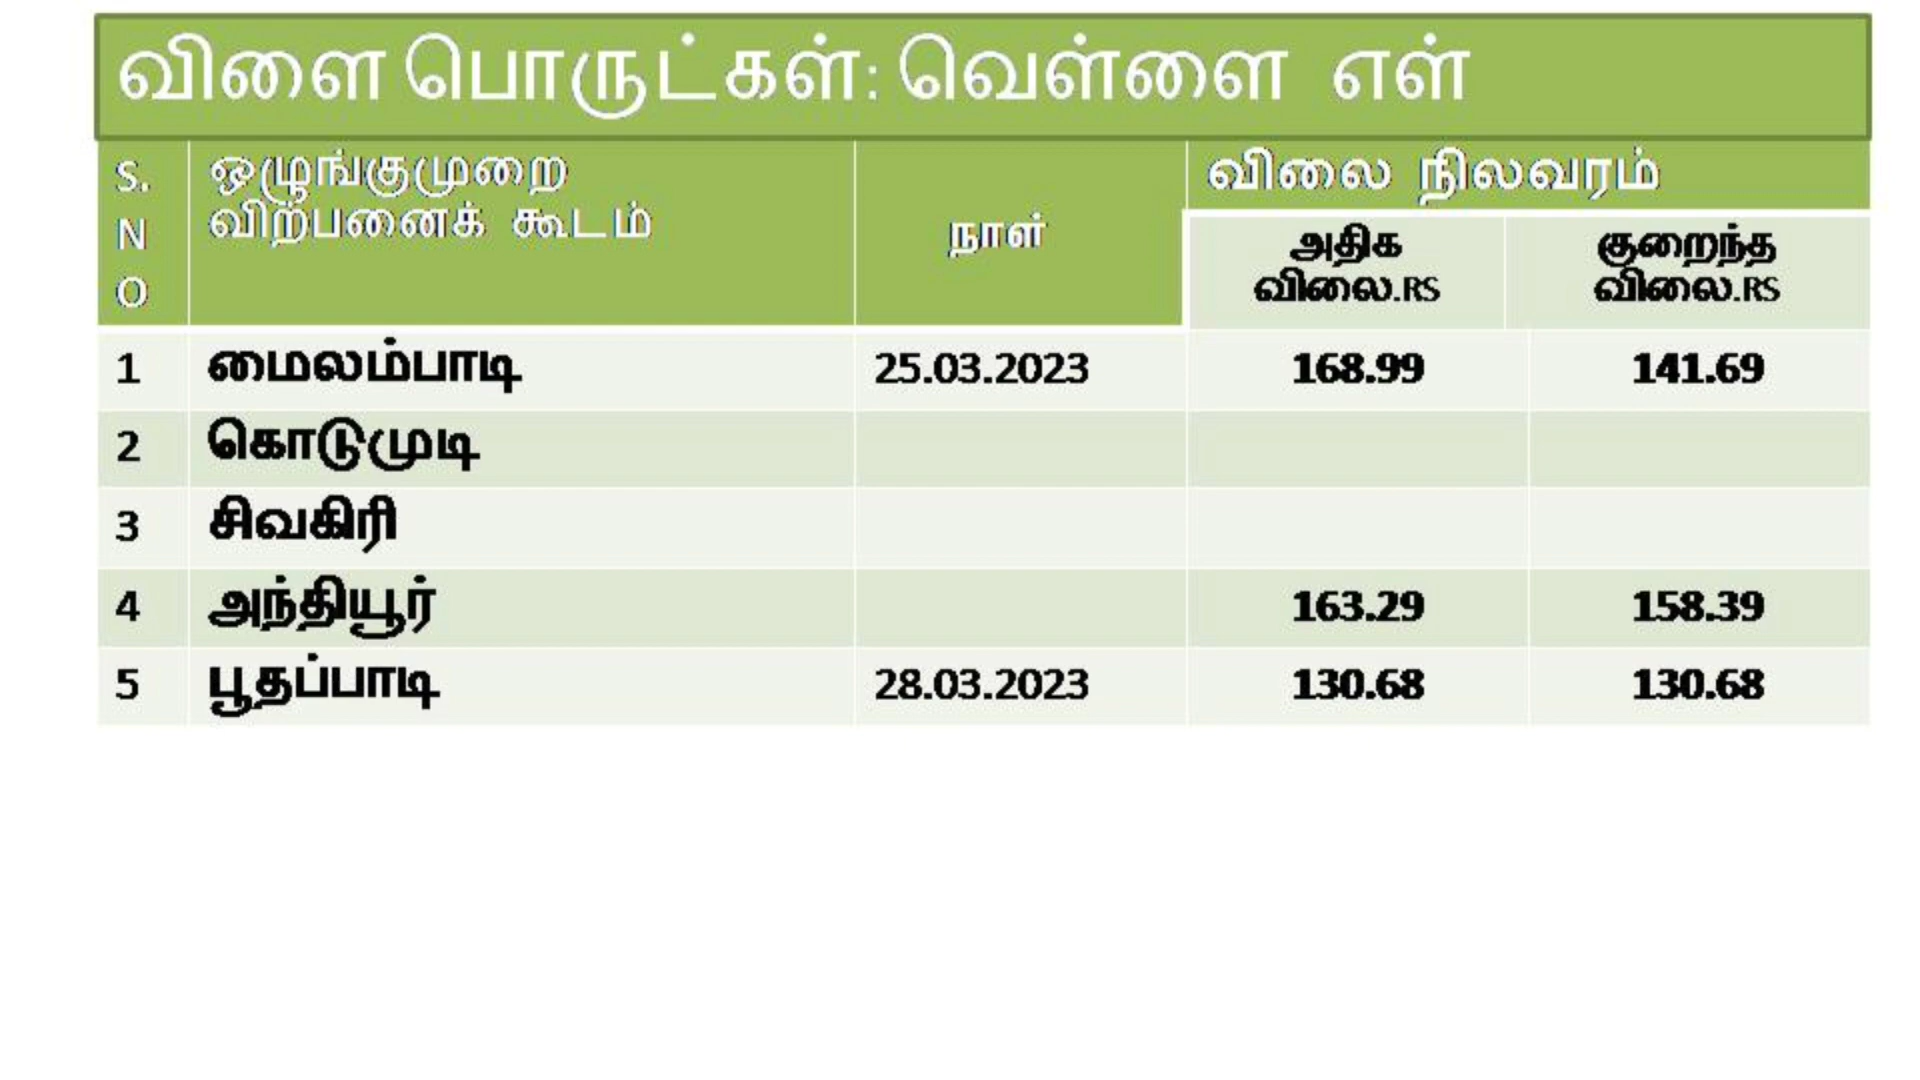 விளை பொருட்கள்: வெள்ளை எள்
S. NO ஒழுங்குமுறை விற்பனைக் கூடம் நாள் விலை நிலவரம்
அதிக விலை.RS குறைந்த விலை.RS
1 மைலம்பாடி 25.03.2023 168.99 141.69
2 கொடுமுடி
3 சிவகிரி
4 அந்தியூர் 163.29 158.39
5 பூதப்பாடி 28.03.2023 130.68 130.68